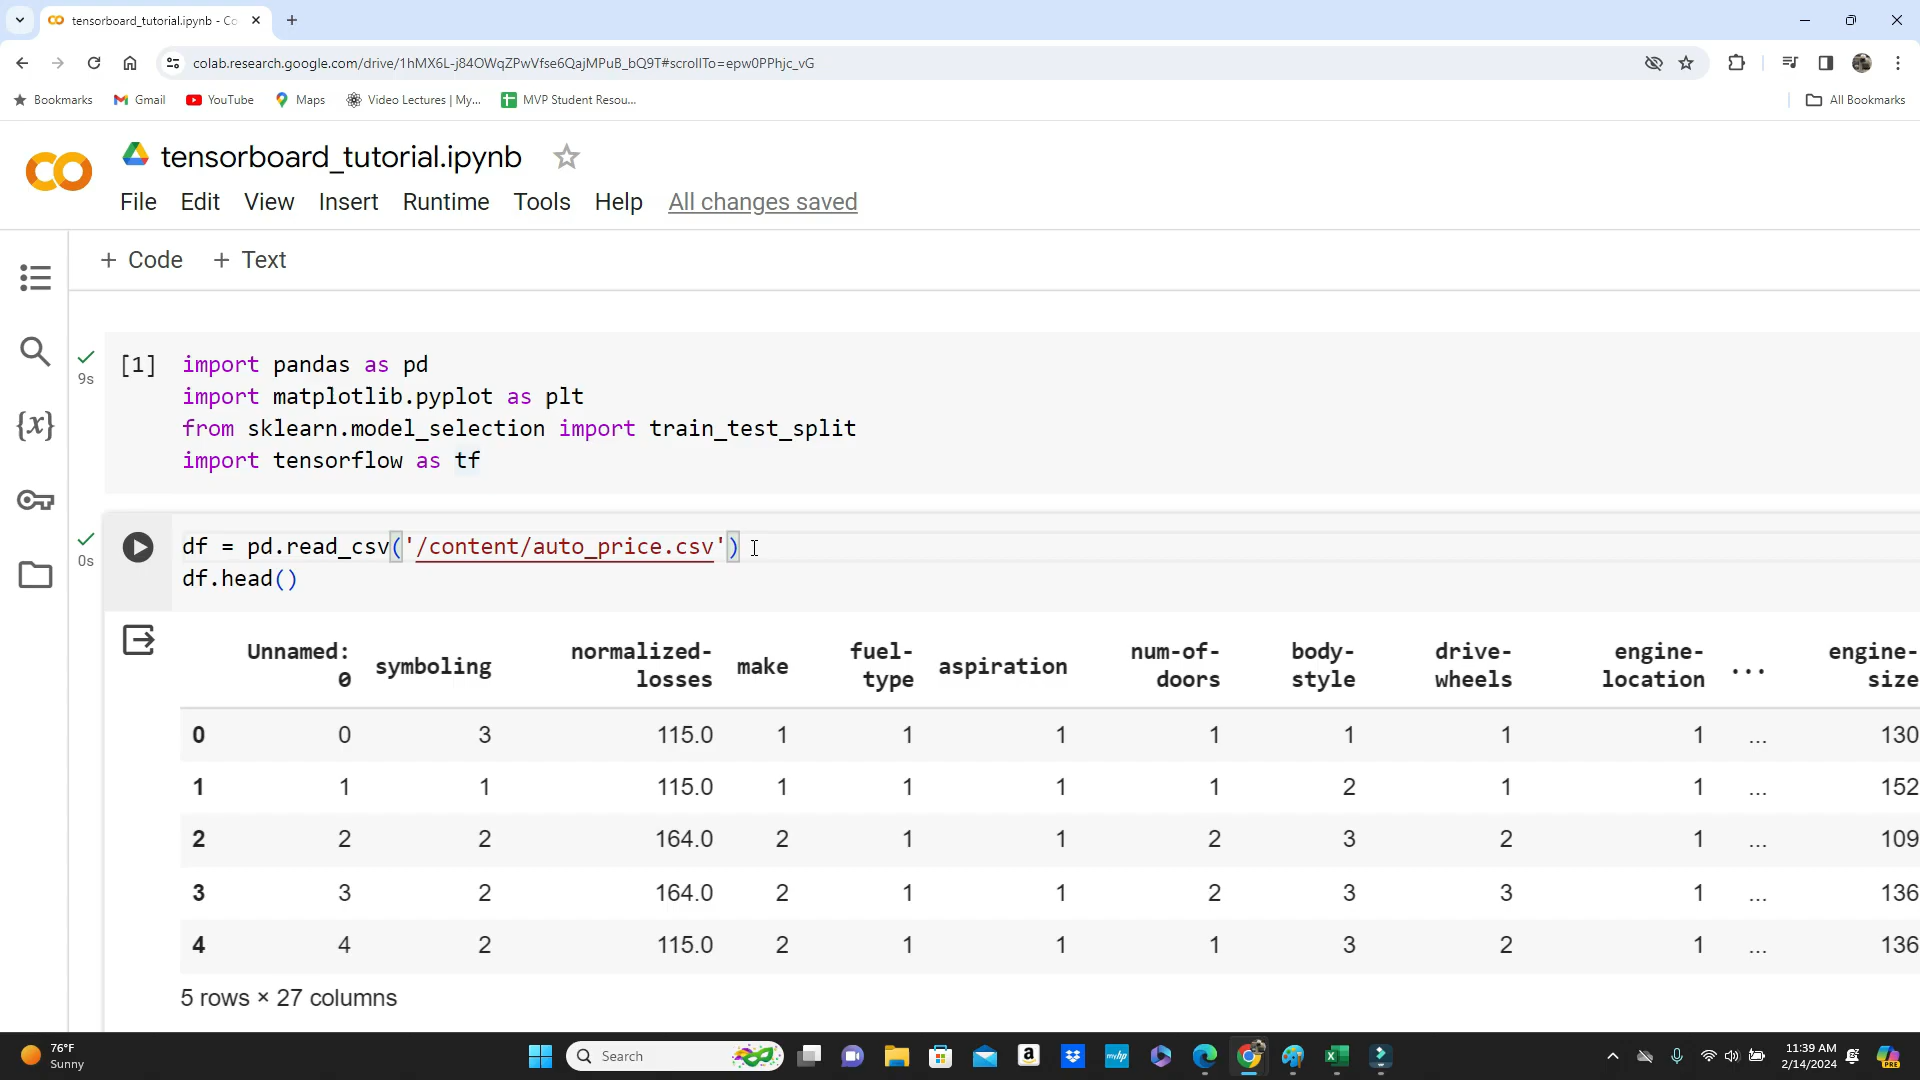 tensorboard_tutorial.ipynb - Co
colab.research.google.com/drive/1hMX6L-j84OWqZPwVfse6QajMPuB_bQ9T#scrollTo=epw0PPhjc_vG
Bookmarks Gmail YouTube Maps Video Lectures | My... MVP Student Resou... All Bookmarks
CO tensorboard_tutorial.ipynb
File Edit View Insert Runtime Tools Help All changes saved
+ Code + Text
[1] import pandas as pd
9s import matplotlib.pyplot as plt
from sklearn.model_selection import train_test_split
import tensorflow as tf
{x}
df = pd.read_csv('/content/auto_price.csv')
0s df.head()
Unnamed: 0 symboling normalized-losses make fuel-type aspiration num-of-doors body-style drive-wheels engine-location ... engine-size
0 0 3 115.0 1 1 1 1 1 1 1 ... 130
1 1 1 115.0 1 1 1 1 2 1 1 ... 152
2 2 2 164.0 2 1 1 2 3 2 1 ... 109
3 3 2 164.0 2 1 1 2 3 3 1 ... 136
4 4 2 115.0 2 1 1 1 3 2 1 ... 136
5 rows × 27 columns
76°F
Sunny
Search
a
myhp
11:39 AM
2/14/2024
PRE